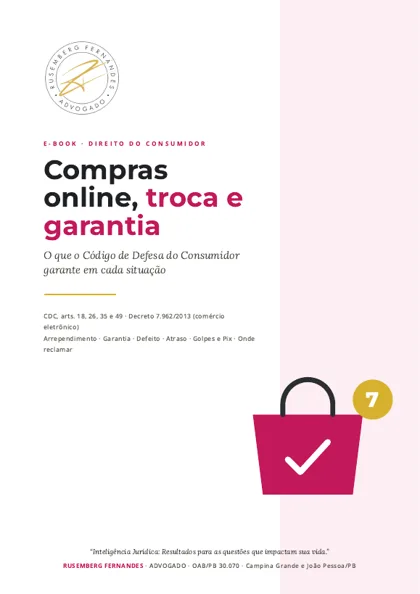 RUSEMBERG FERNANDES
• ADVOGADO •
E-BOOK · DIREITO DO CONSUMIDOR
Compras
online, troca e
garantia
O que o Código de Defesa do Consumidor
garante em cada situação
CDC, arts. 18, 26, 35 e 49 · Decreto 7.962/2013 (comércio
eletrônico)
Arrependimento · Garantia · Defeito · Atraso · Golpes e Pix · Onde
reclamar
7
"Inteligência Jurídica: Resultados para as questões que impactam sua vida."
RUSEMBERG FERNANDES · ADVOGADO · OAB/PB 30.070 · Campina Grande e João Pessoa/PB